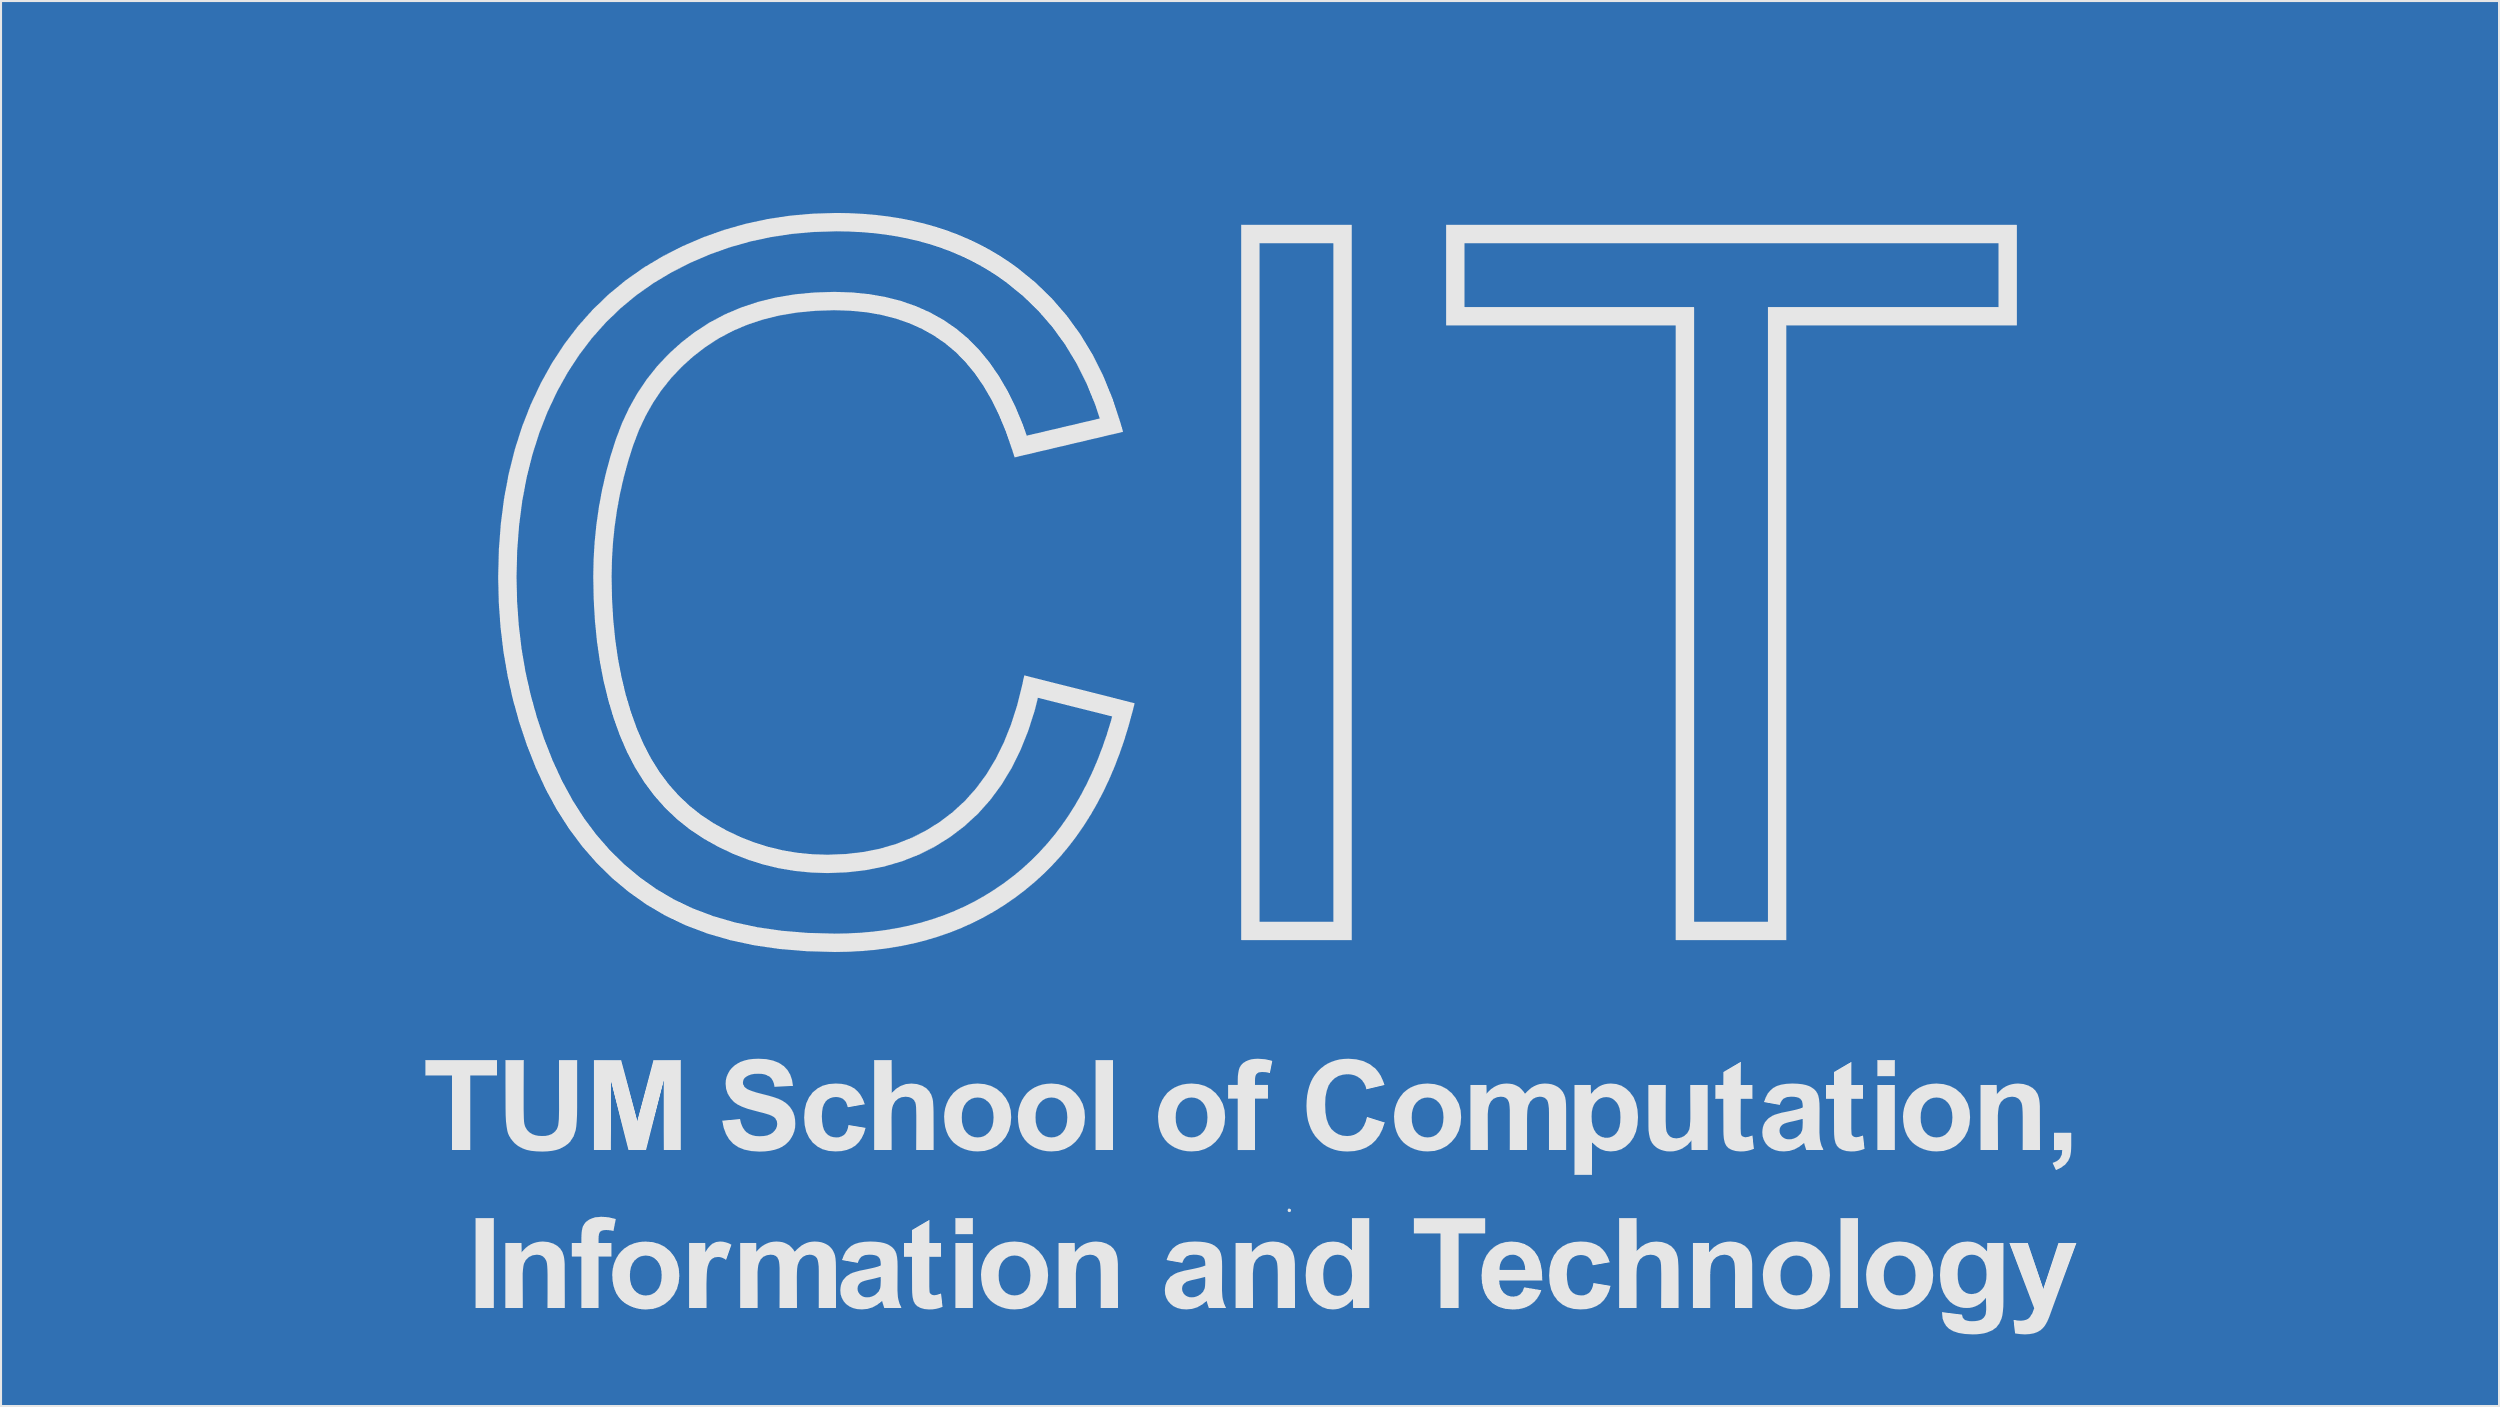 CIT
TUM School of Computation,
Information and Technology